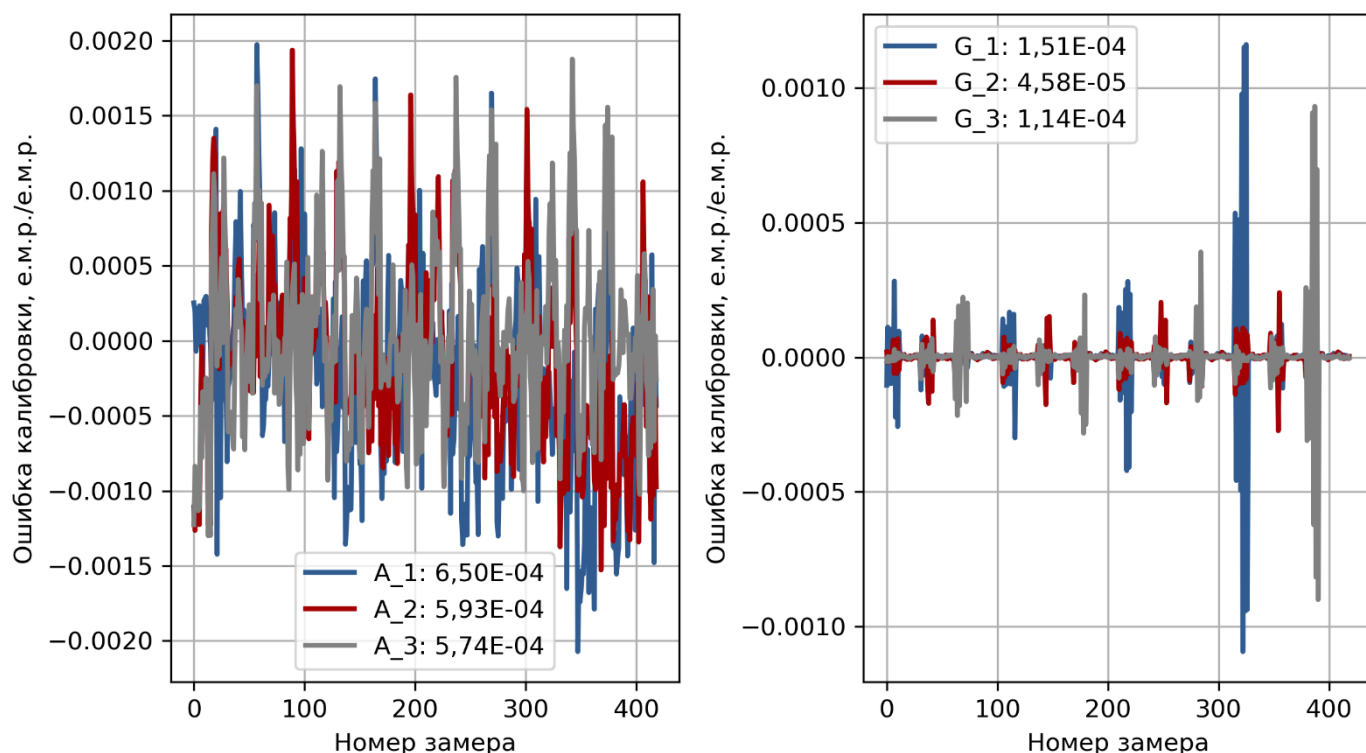 Ошибка калибровки, е.м.р./е.м.р.
0.0020
0.0015
0.0010
0.0005
0.0000
−0.0005
−0.0010
−0.0015
−0.0020
A_1: 6,50E-04
A_2: 5,93E-04
A_3: 5,74E-04
0
100
200
300
400
Номер замера
Ошибка калибровки, е.м.р./е.м.р.
0.0010
0.0005
0.0000
−0.0005
−0.0010
G_1: 1,51E-04
G_2: 4,58E-05
G_3: 1,14E-04
0
100
200
300
400
Номер замера